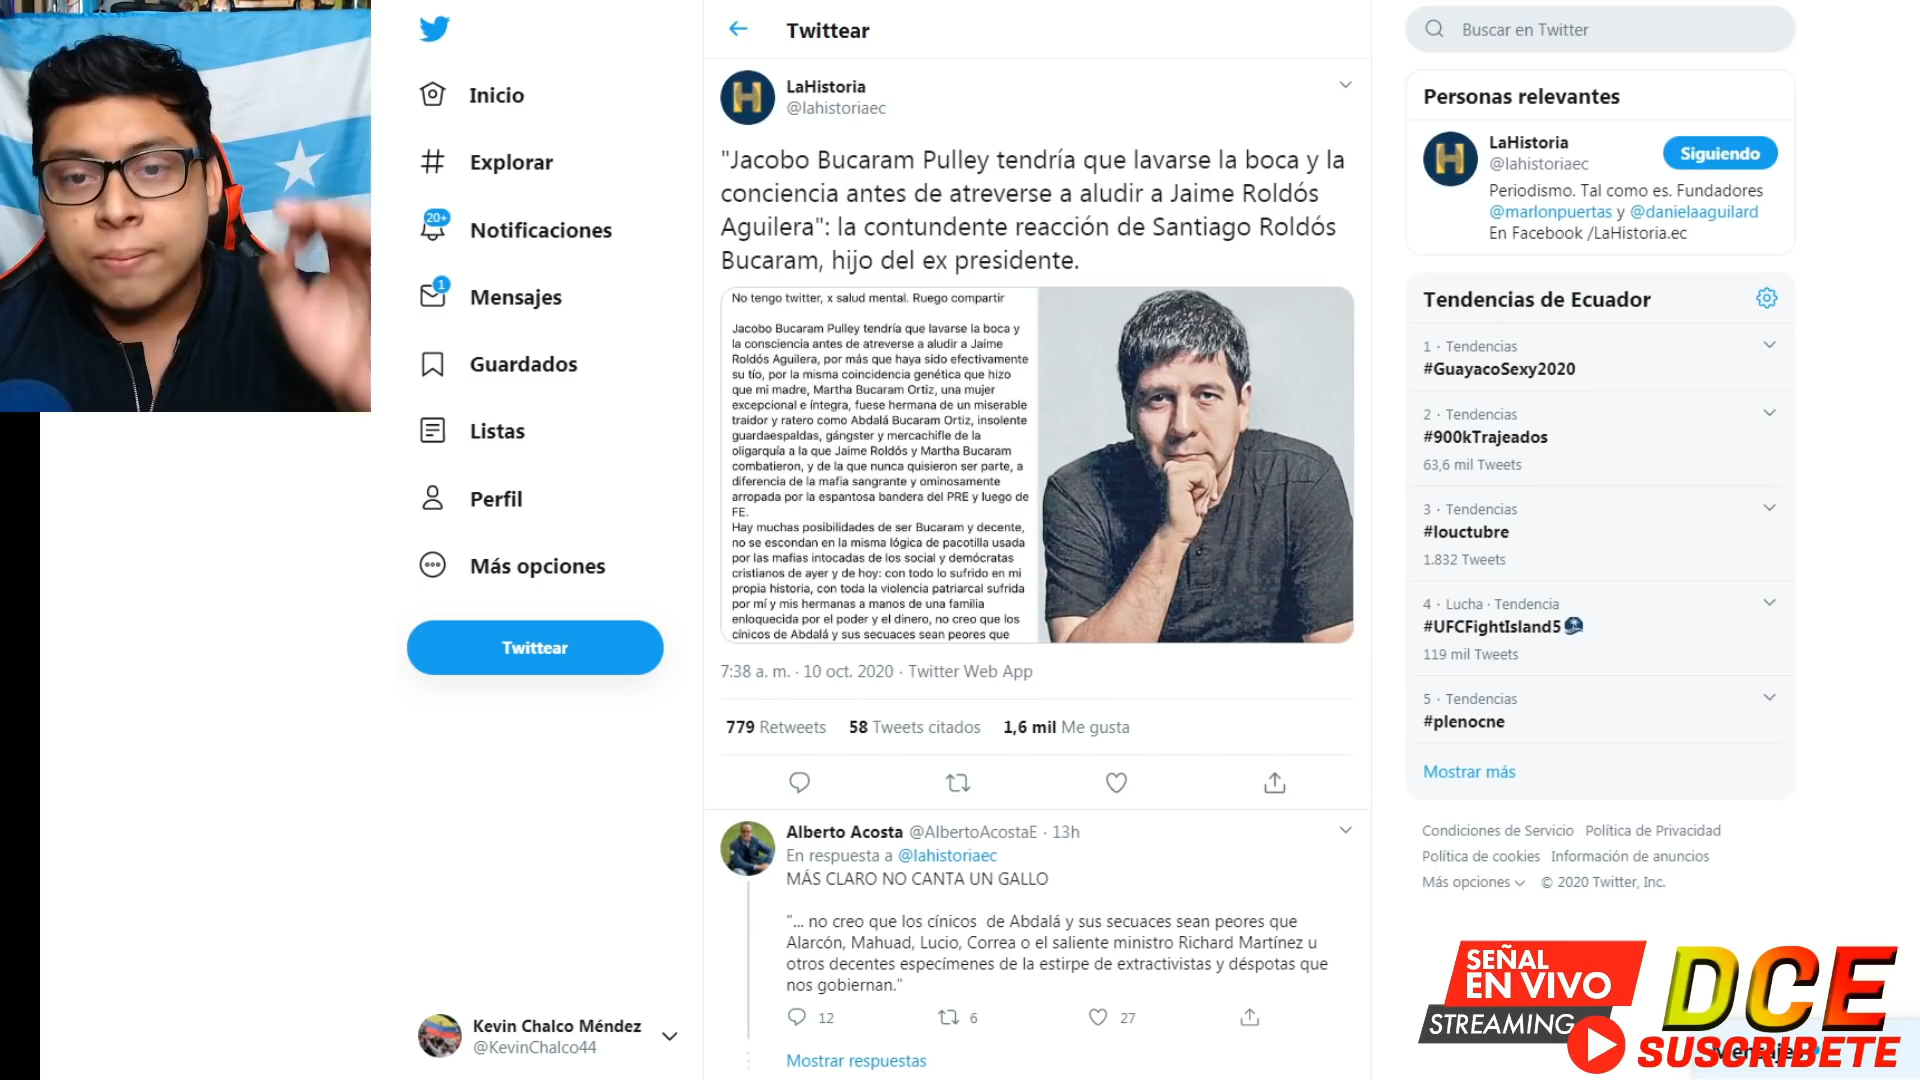 Inicio
Explorar
20+
Notificaciones
1
Mensajes
Guardados
Listas
Perfil
Más opciones
Twittear
Kevin Chalco Méndez
@KevinChalco44
Twittear
LaHistoria
@lahistoriaec
"Jacobo Bucaram Pulley tendría que lavarse la boca y la
conciencia antes de atreverse a aludir a Jaime Roldós
Aguilera": la contundente reacción de Santiago Roldós
Bucaram, hijo del ex presidente.
No tengo twitter, x salud mental. Ruego compartir
Jacobo Bucaram Pulley tendría que lavarse la boca y
la consciencia antes de atreverse a aludir a Jaime
Roldós Aguilera, por más que haya sido efectivamente
su tío, por la misma coincidencia genética que hizo
que mi madre, Martha Bucaram Ortiz, una mujer
excepcional e íntegra, fuese hermana de un miserable
traidor y ratero como Abdalá Bucaram Ortiz, insolente
guardaespaldas, gángster y mercachifle de la
oligarquía a la que Jaime Roldós y Martha Bucaram
combatieron, y de la que nunca quisieron ser parte, a
diferencia de la mafia sangrante y ominosamente
arropada por la espantosa bandera del PRE y luego de
FE.
Hay muchas posibilidades de ser Bucaram y decente,
no se escondan en la misma lógica de pacotilla usada
por las mafias intocadas de los social y demócratas
cristianos de ayer y de hoy: con todo lo sufrido en mi
propia historia, con toda la violencia patriarcal sufrida
por mí y mis hermanas a manos de una familia
enloquecida por el poder y el dinero, no creo que los
cínicos de Abdalá y sus secuaces sean peores que
7:38 a. m. · 10 oct. 2020 · Twitter Web App
779 Retweets 58 Tweets citados 1,6 mil Me gusta
Alberto Acosta @AlbertoAcostaE · 13h
En respuesta a @lahistoriaec
MÁS CLARO NO CANTA UN GALLO
"... no creo que los cínicos de Abdalá y sus secuaces sean peores que
Alarcón, Mahuad, Lucio, Correa o el saliente ministro Richard Martínez u
otros decentes especímenes de la estirpe de extractivistas y déspotas que
nos gobiernan."
12 6 27
Mostrar respuestas
Buscar en Twitter
Personas relevantes
LaHistoria
@lahistoriaec
Siguiendo
Periodismo. Tal como es. Fundadores
@marlonpuertas y @danielaaguilard
En Facebook /LaHistoria.ec
Tendencias de Ecuador
1 · Tendencias
#GuayacoSexy2020
2 · Tendencias
#900kTrajeados
63,6 mil Tweets
3 · Tendencias
#louctubre
1.832 Tweets
4 · Lucha · Tendencia
#UFCFightIsland5
119 mil Tweets
5 · Tendencias
#plenocne
Mostrar más
Condiciones de Servicio Política de Privacidad
Política de cookies Información de anuncios
Más opciones © 2020 Twitter, Inc.
SEÑAL
EN VIVO
STREAMING
DCE
SUSCRIBETE